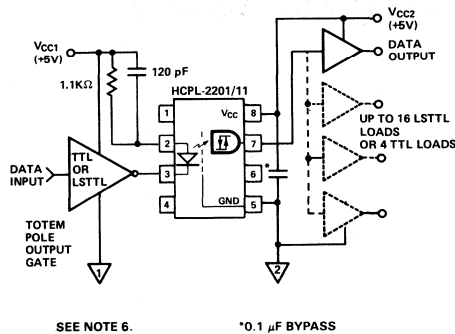 VCC1
(+5V)
120 pF
1.1KΩ
HCPL-2201/11
VCC2
(+5V)
DATA
OUTPUT
1
VCC
8
UP TO 16 LSTTL
LOADS
OR 4 TTL LOADS
2
7
DATA
INPUT
TTL
OR
LSTTL
3
6
*
4
GND
5
TOTEM
POLE
OUTPUT
GATE
1
2
SEE NOTE 6.
*0.1 μF BYPASS